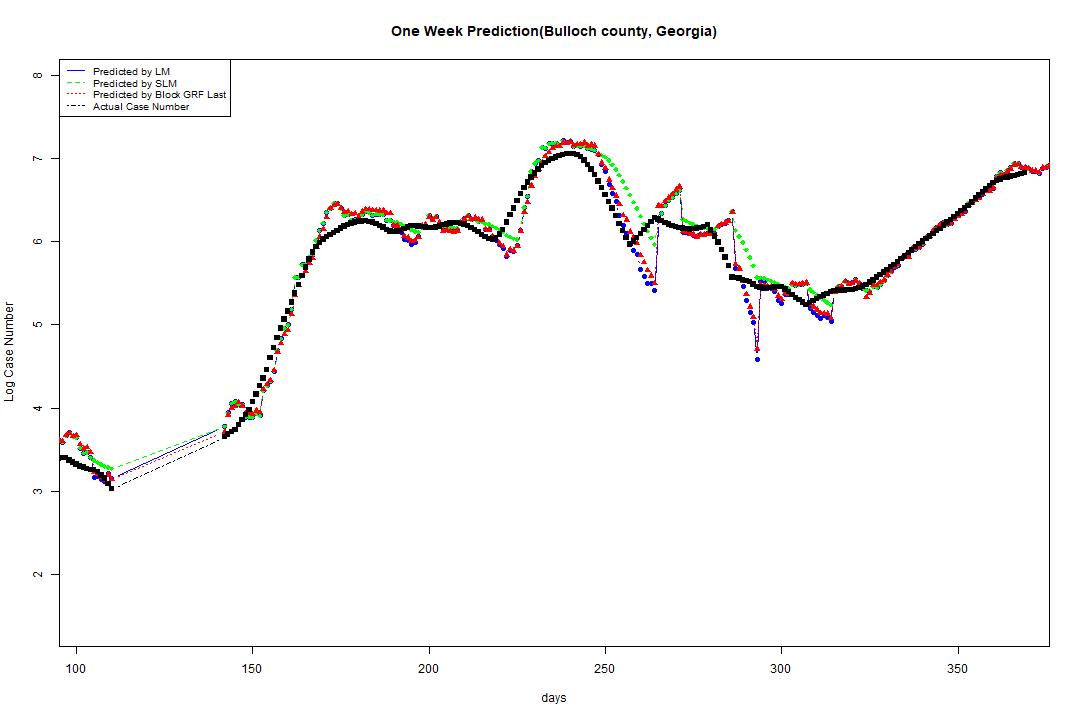 One Week Prediction(Bulloch county, Georgia)
Predicted by LM
Predicted by SLM
Predicted by Block GRF Last
Actual Case Number
8
7
6
5
4
3
2
Log Case Number
100 150 200 250 300 350
days